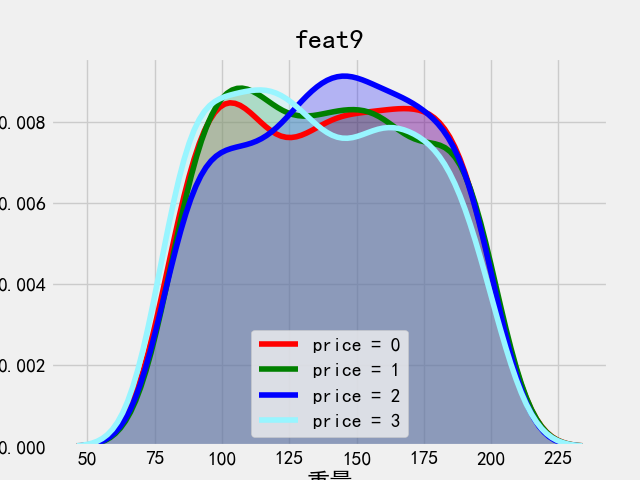 feat9
0.008
0.006
0.004
0.002
0.000
price = 0
price = 1
price = 2
price = 3
50 75 100 125 150 175 200 225
重量